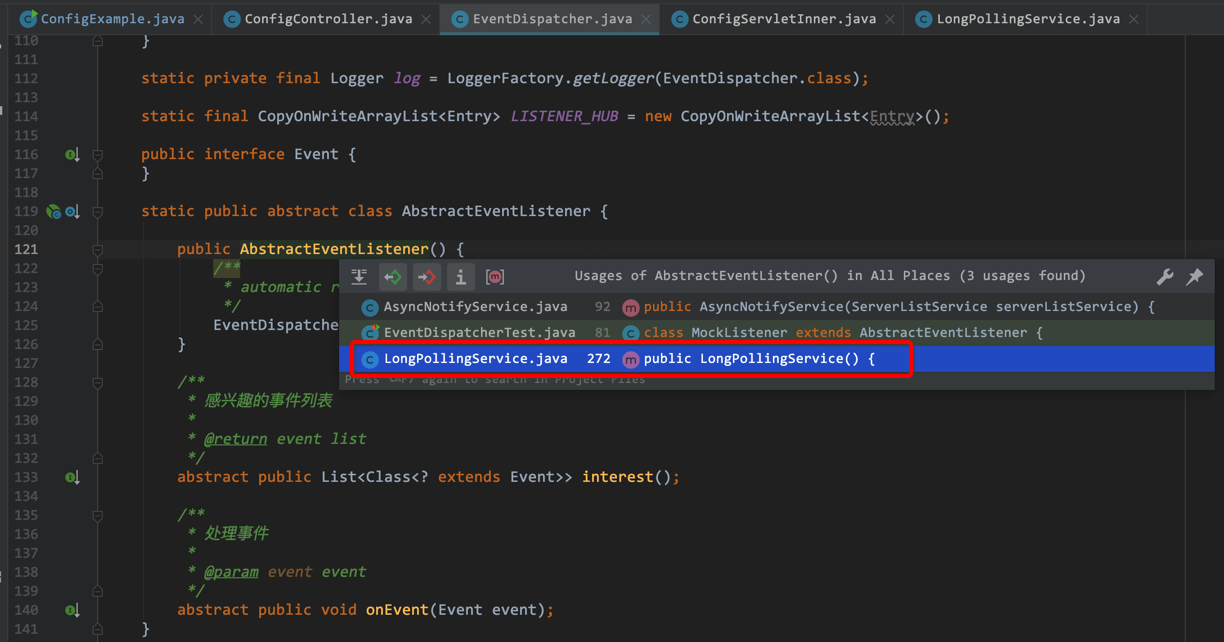 ConfigExample.java ConfigController.java EventDispatcher.java ConfigServletInner.java LongPollingService.java
110 }
111
112 static private final Logger log = LoggerFactory.getLogger(EventDispatcher.class);
113
114 static final CopyOnWriteArrayList<Entry> LISTENER_HUB = new CopyOnWriteArrayList<Entry>();
115
116 public interface Event {
117 }
118
119 static public abstract class AbstractEventListener {
120
121 public AbstractEventListener() {
122 /**
123 * automatic r
124 */
125 EventDispatche
126 }
127
Usages of AbstractEventListener() in All Places (3 usages found)
AsyncNotifyService.java 92 public AsyncNotifyService(ServerListService serverListService) {
EventDispatcherTest.java 81 class MockListener extends AbstractEventListener {
LongPollingService.java 272 public LongPollingService() {
Press ⌥F7 again to search in Project Files
128 /**
129 * 感兴趣的事件列表
130 *
131 * @return event list
132 */
133 abstract public List<Class<? extends Event>> interest();
134
135 /**
136 * 处理事件
137 *
138 * @param event event
139 */
140 abstract public void onEvent(Event event);
141 }